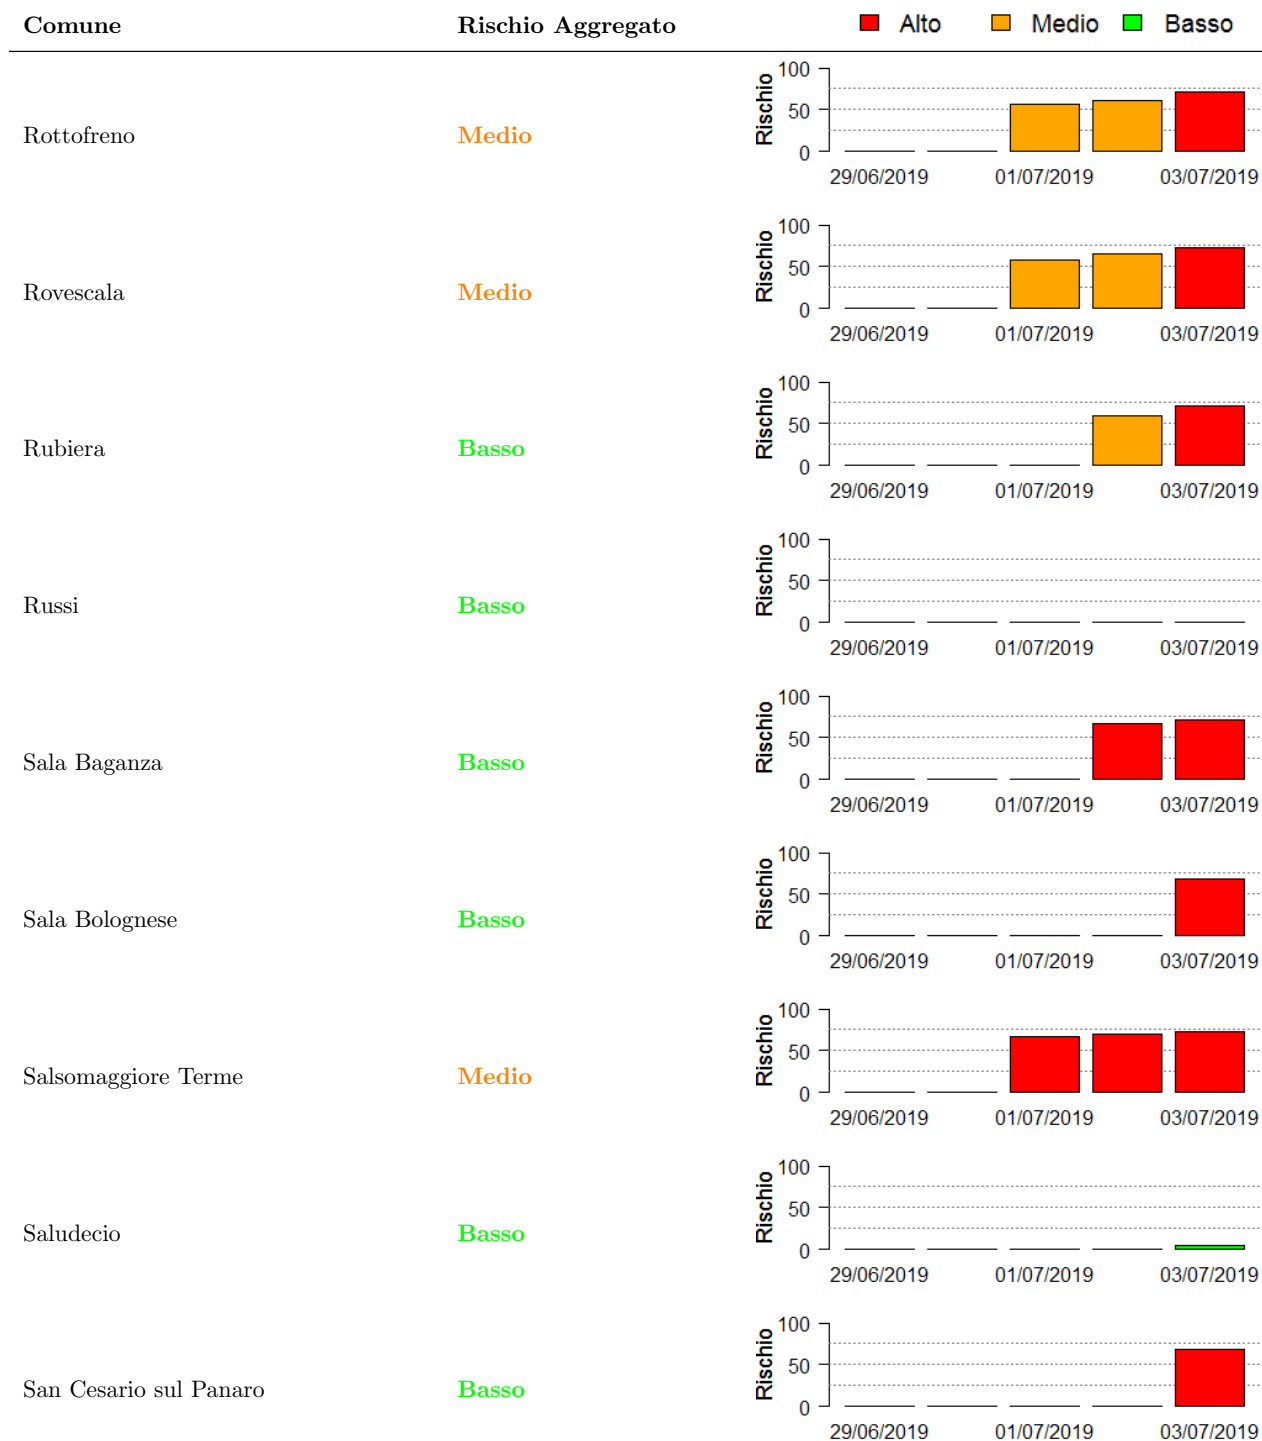 Comune Rischio Aggregato Alto Medio Basso
Rottofreno Medio
Rischio
100
50
0
29/06/2019 01/07/2019 03/07/2019
Rovescala Medio
Rischio
100
50
0
29/06/2019 01/07/2019 03/07/2019
Rubiera Basso
Rischio
100
50
0
29/06/2019 01/07/2019 03/07/2019
Russi Basso
Rischio
100
50
0
29/06/2019 01/07/2019 03/07/2019
Sala Baganza Basso
Rischio
100
50
0
29/06/2019 01/07/2019 03/07/2019
Sala Bolognese Basso
Rischio
100
50
0
29/06/2019 01/07/2019 03/07/2019
Salsomaggiore Terme Medio
Rischio
100
50
0
29/06/2019 01/07/2019 03/07/2019
Saludecio Basso
Rischio
100
50
0
29/06/2019 01/07/2019 03/07/2019
San Cesario sul Panaro Basso
Rischio
100
50
0
29/06/2019 01/07/2019 03/07/2019